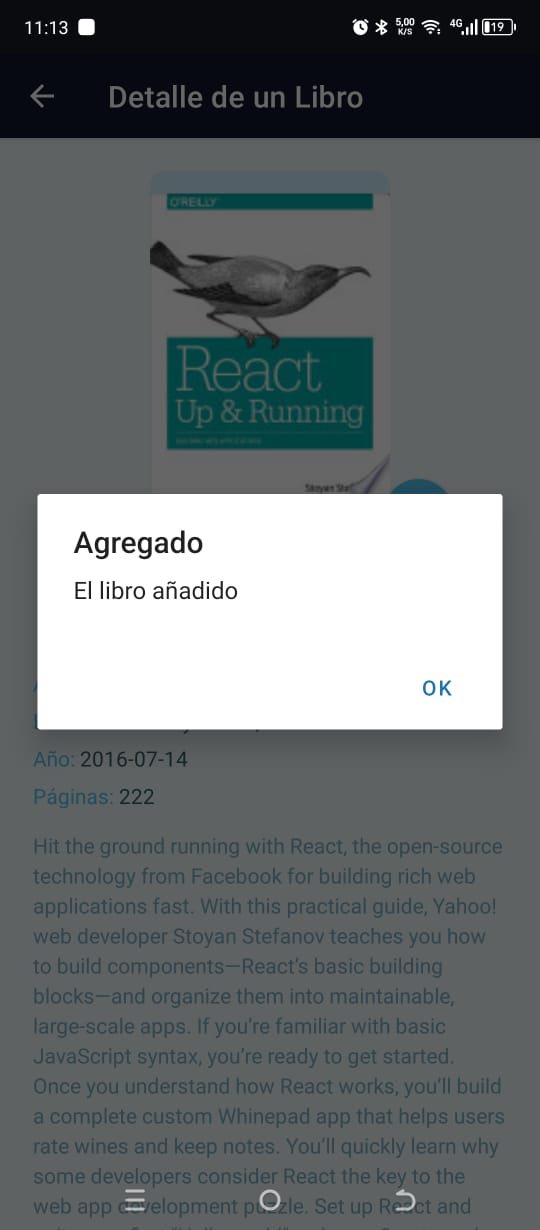 11:13
5,00
K/S
4G
19
Detalle de un Libro
O'REILLY
React
Up & Running
Agregado
El libro añadido
OK
Año: 2016-07-14
Páginas: 222
Hit the ground running with React, the open-source
technology from Facebook for building rich web
applications fast. With this practical guide, Yahoo!
web developer Stoyan Stefanov teaches you how
to build components—React’s basic building
blocks—and organize them into maintainable,
large-scale apps. If you’re familiar with basic
JavaScript syntax, you’re ready to get started.
Once you understand how React works, you’ll build
a complete custom Whinepad app that helps users
rate wines and keep notes. You’ll quickly learn why
some developers consider React the key to the
web app development puzzle. Set up React and